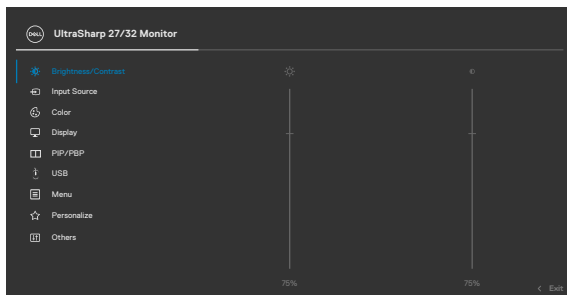 DELL UltraSharp 27/32 Monitor
Brightness/Contrast
Input Source
Color
Display
PIP/PBP
USB
Menu
Personalize
Others
75% 75%
Exit